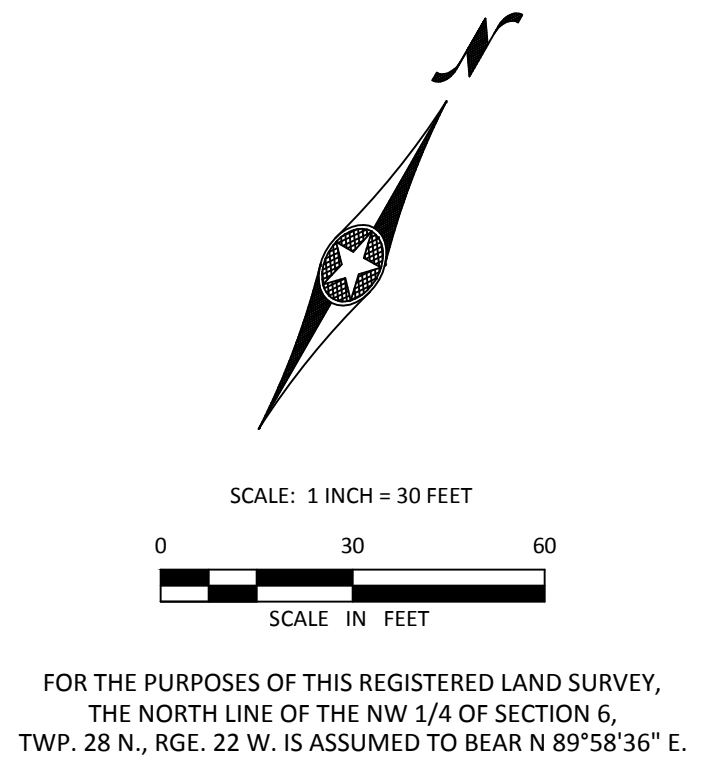 N
SCALE: 1 INCH = 30 FEET
0 30 60
SCALE IN FEET
FOR THE PURPOSES OF THIS REGISTERED LAND SURVEY,
THE NORTH LINE OF THE NW 1/4 OF SECTION 6,
TWP. 28 N., RGE. 22 W. IS ASSUMED TO BEAR N 89°58'36" E.